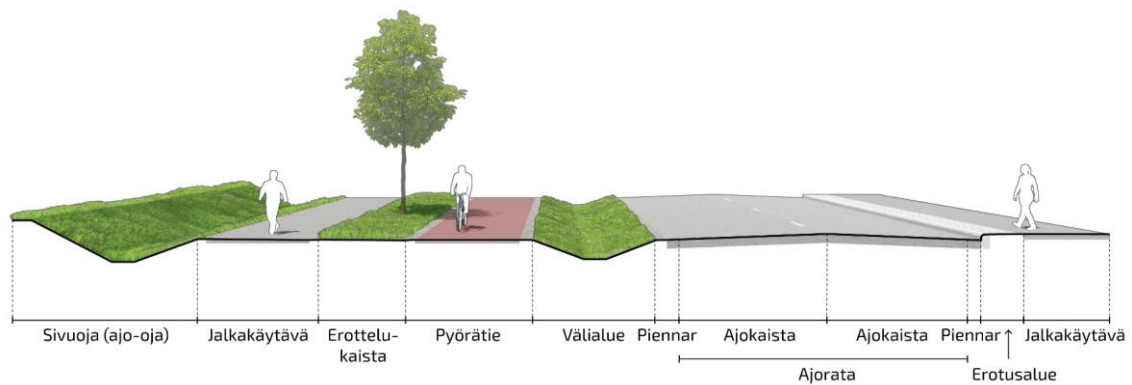 Sivuoja (ajo-oja) Jalkakäytävä Erottelu- Pyörätie Välialue Piennar Ajokaista Ajokaista Piennar Jalkakäytävä
kaista
Ajorata Erotusalue